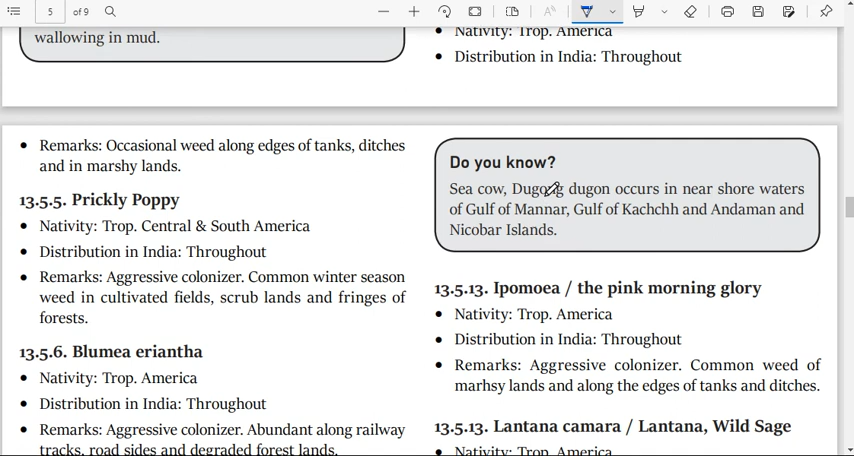 5 of 9
wallowing in mud.
• Remarks: Occasional weed along edges of tanks, ditches
and in marshy lands.
13.5.5. Prickly Poppy
• Nativity: Trop. Central & South America
• Distribution in India: Throughout
• Remarks: Aggressive colonizer. Common winter season
weed in cultivated fields, scrub lands and fringes of
forests.
13.5.6. Blumea eriantha
• Nativity: Trop. America
• Distribution in India: Throughout
• Remarks: Aggressive colonizer. Abundant along railway
tracks, road sides and degraded forest lands.
• Nativity: Trop. America
• Distribution in India: Throughout
Do you know?
Sea cow, Dugong dugon occurs in near shore waters
of Gulf of Mannar, Gulf of Kachchh and Andaman and
Nicobar Islands.
13.5.13. Ipomoea / the pink morning glory
• Nativity: Trop. America
• Distribution in India: Throughout
• Remarks: Aggressive colonizer. Common weed of
marhsy lands and along the edges of tanks and ditches.
13.5.13. Lantana camara / Lantana, Wild Sage
• Nativity: Trop. America